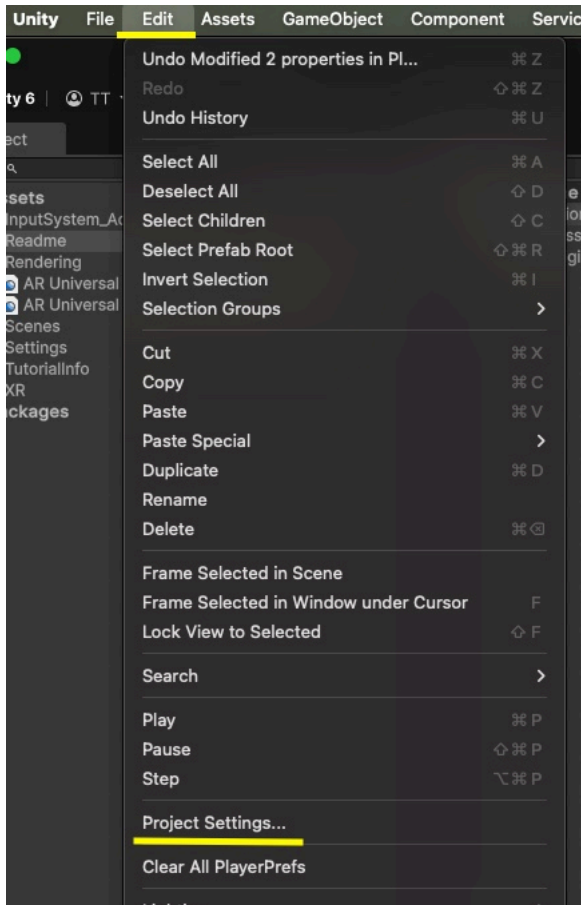 Unity File Edit Assets GameObject Component Servic
Undo Modified 2 properties in Pl... ⌘ Z
ty 6 | TT
Redo ⇧ ⌘ Z
Undo History ⌘ U
ect
Select All ⌘ A
ssets
Deselect All ⇧ D
InputSystem_Ac
Select Children ⇧ C
Readme
Select Prefab Root ⇧ ⌘ R
Rendering
Invert Selection ⌘ I
AR Universal
AR Universal
Selection Groups >
Scenes
Settings
Cut ⌘ X
TutorialInfo
Copy ⌘ C
XR
ckages
Paste ⌘ V
Paste Special >
Duplicate ⌘ D
Rename
Delete ⌘ ⌫
Frame Selected in Scene
Frame Selected in Window under Cursor F
Lock View to Selected ⇧ F
Search >
Play ⌘ P
Pause ⇧ ⌘ P
Step ⌥ ⌘ P
Project Settings...
Clear All PlayerPrefs